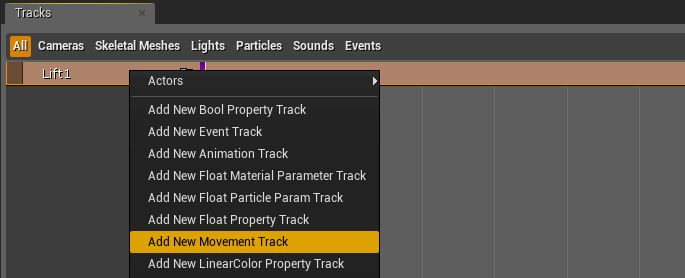 Tracks
All Cameras Skeletal Meshes Lights Particles Sounds Events
Lift1
Actors
Add New Bool Property Track
Add New Event Track
Add New Animation Track
Add New Float Material Parameter Track
Add New Float Particle Param Track
Add New Float Property Track
Add New Movement Track
Add New LinearColor Property Track